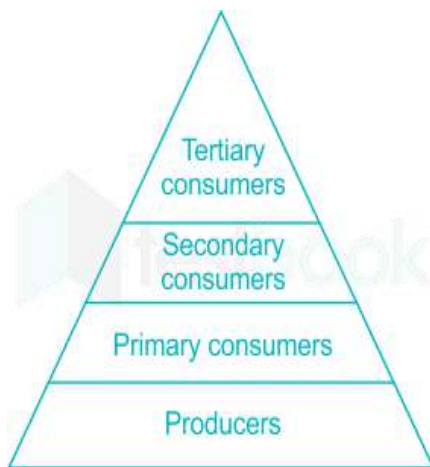 Tertiary
consumers
Secondary
consumers
Primary consumers
Producers